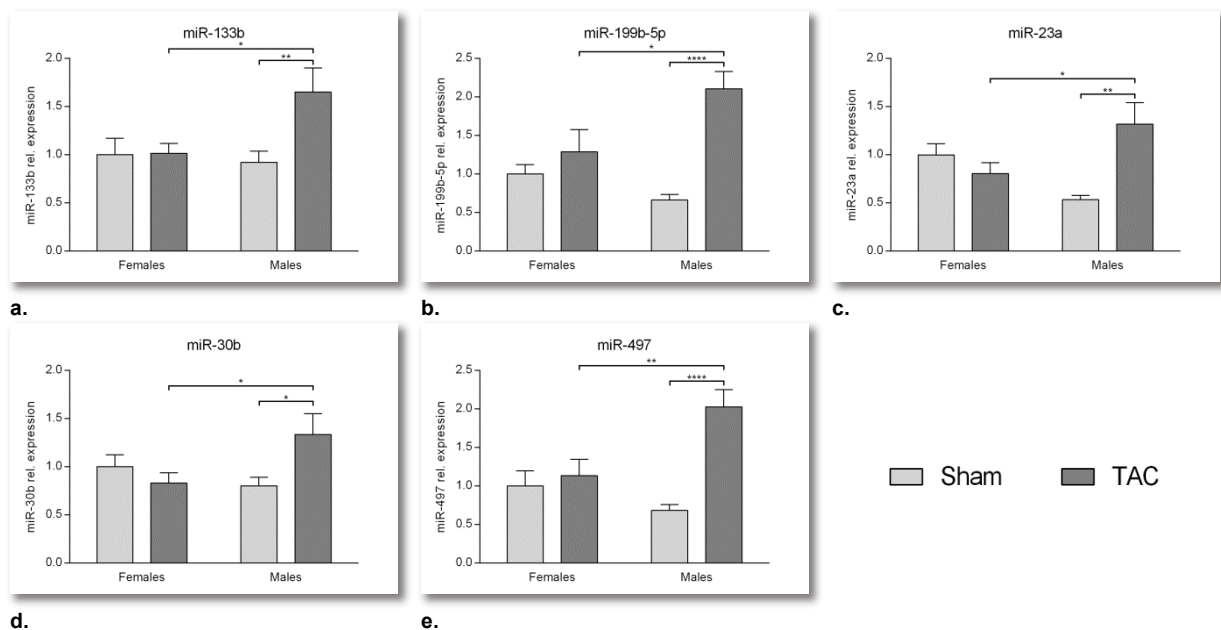 miR-133b
*
**
2.0
1.5
1.0
0.5
0.0
miR-133b rel. expression
Females Males
a.
miR-199b-5p
*
****
2.5
2.0
1.5
1.0
0.5
0.0
miR-199b-5p rel. expression
Females Males
b.
miR-23a
*
**
2.0
1.5
1.0
0.5
0.0
miR-23a rel. expression
Females Males
c.
miR-30b
*
*
2.0
1.5
1.0
0.5
0.0
miR-30b rel. expression
Females Males
d.
miR-497
**
****
2.5
2.0
1.5
1.0
0.5
0.0
miR-497 rel. expression
Females Males
e.
Sham TAC